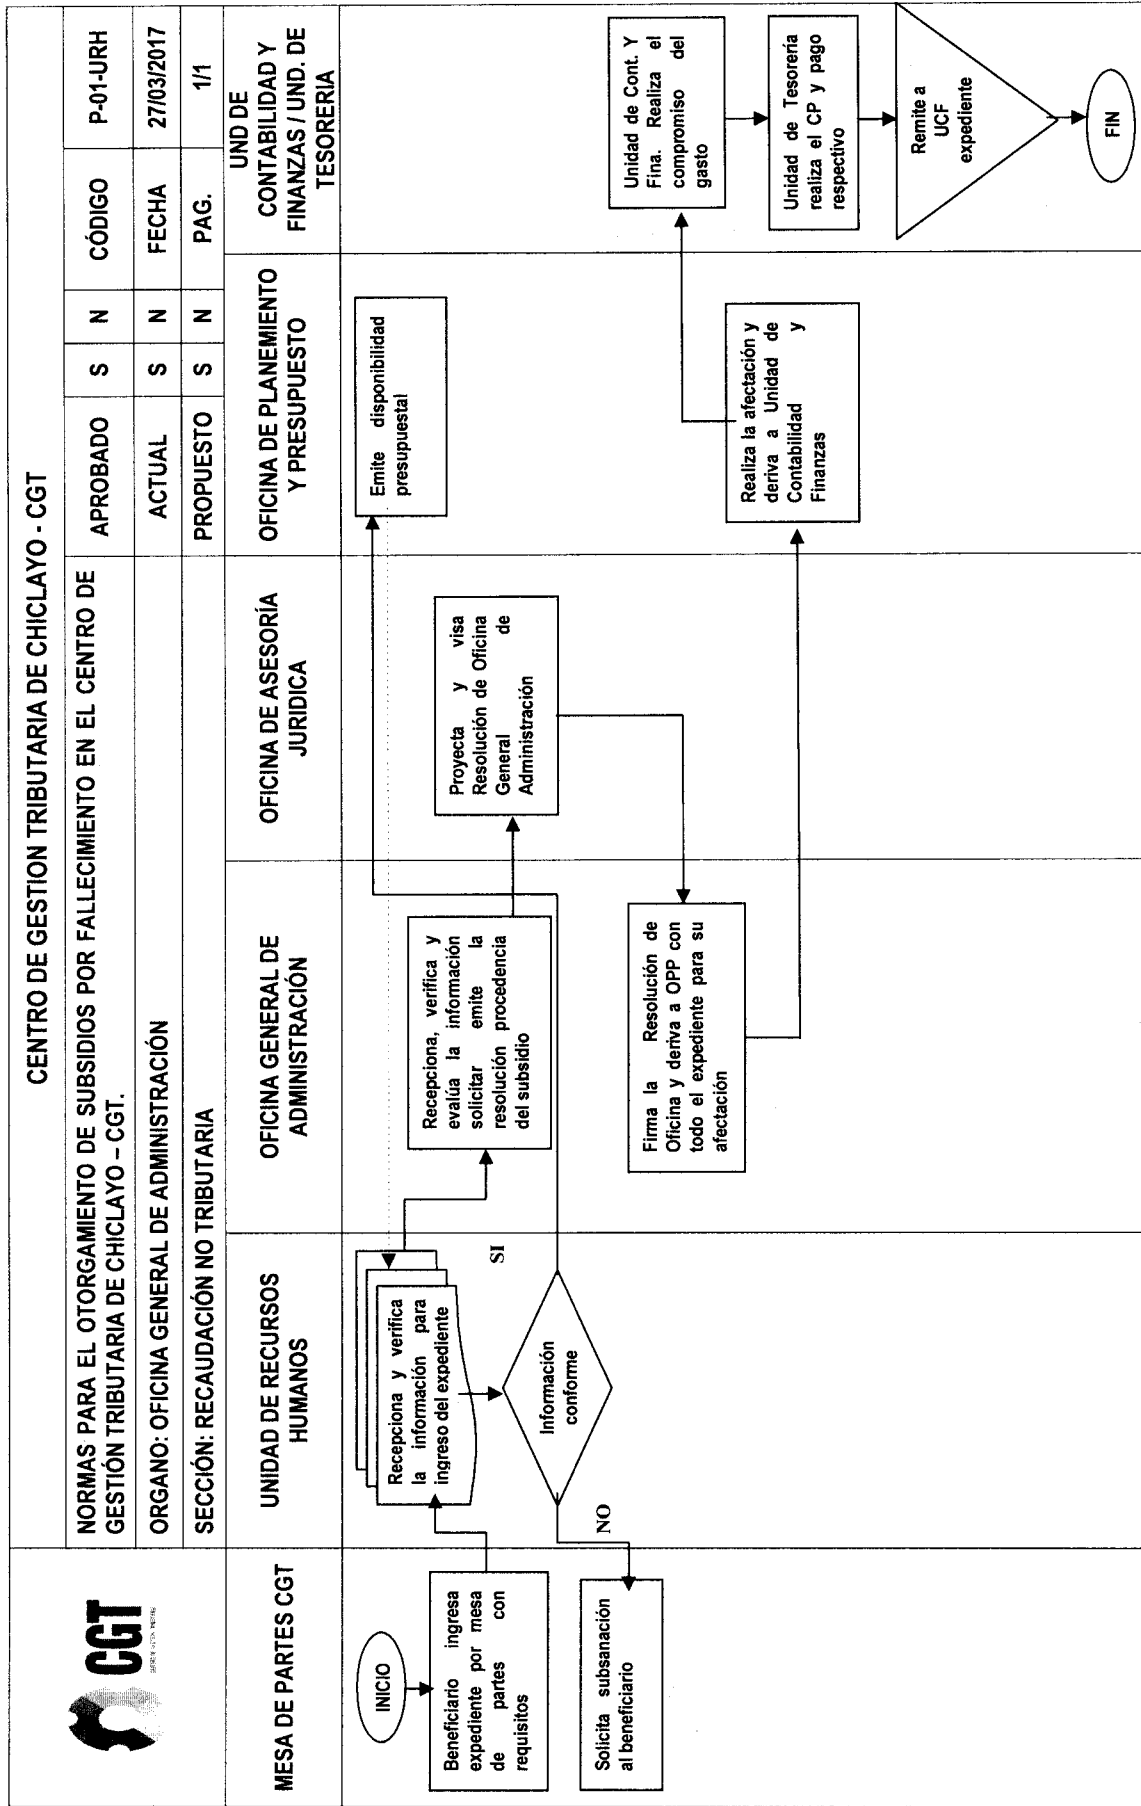 CENTRO DE GESTION TRIBUTARIA DE CHICLAYO - CGT
CGT
NORMAS PARA EL OTORGAMIENTO DE SUBSIDIOS POR FALLECIMIENTO EN EL CENTRO DE
GESTIÓN TRIBUTARIA DE CHICLAYO – CGT.
APROBADO S N CÓDIGO P-01-URH
ORGANO: OFICINA GENERAL DE ADMINISTRACIÓN
ACTUAL S N FECHA 27/03/2017
SECCIÓN: RECAUDACIÓN NO TRIBUTARIA
PROPUESTO S N PAG. 1/1
MESA DE PARTES CGT
UNIDAD DE RECURSOS
HUMANOS
OFICINA GENERAL DE
ADMINISTRACIÓN
OFICINA DE ASESORÍA
JURIDICA
OFICINA DE PLANEMIENTO
Y PRESUPUESTO
UND DE
CONTABILIDAD Y
FINANZAS / UND. DE
TESORERIA
INICIO
Beneficiario ingresa
expediente por mesa
de partes con
requisitos
Solicita subsanación
al beneficiario
Recepciona y verifica
la información para
ingreso del expediente
Información
conforme
NO
SI
Recepciona, verifica y
evalúa la información
solicitar emite la
resolución procedencia
del subsidio
Firma la Resolución de
Oficina y deriva a OPP con
todo el expediente para su
afectación
Proyecta y visa
Resolución de Oficina
General de
Administración
Emite disponibilidad
presupuestal
Realiza la afectación y
deriva a Unidad de
Contabilidad y
Finanzas
Unidad de Cont. Y
Fina. Realiza el
compromiso del
gasto
Unidad de Tesorería
realiza el CP y pago
respectivo
Remite a
UCF
expediente
FIN